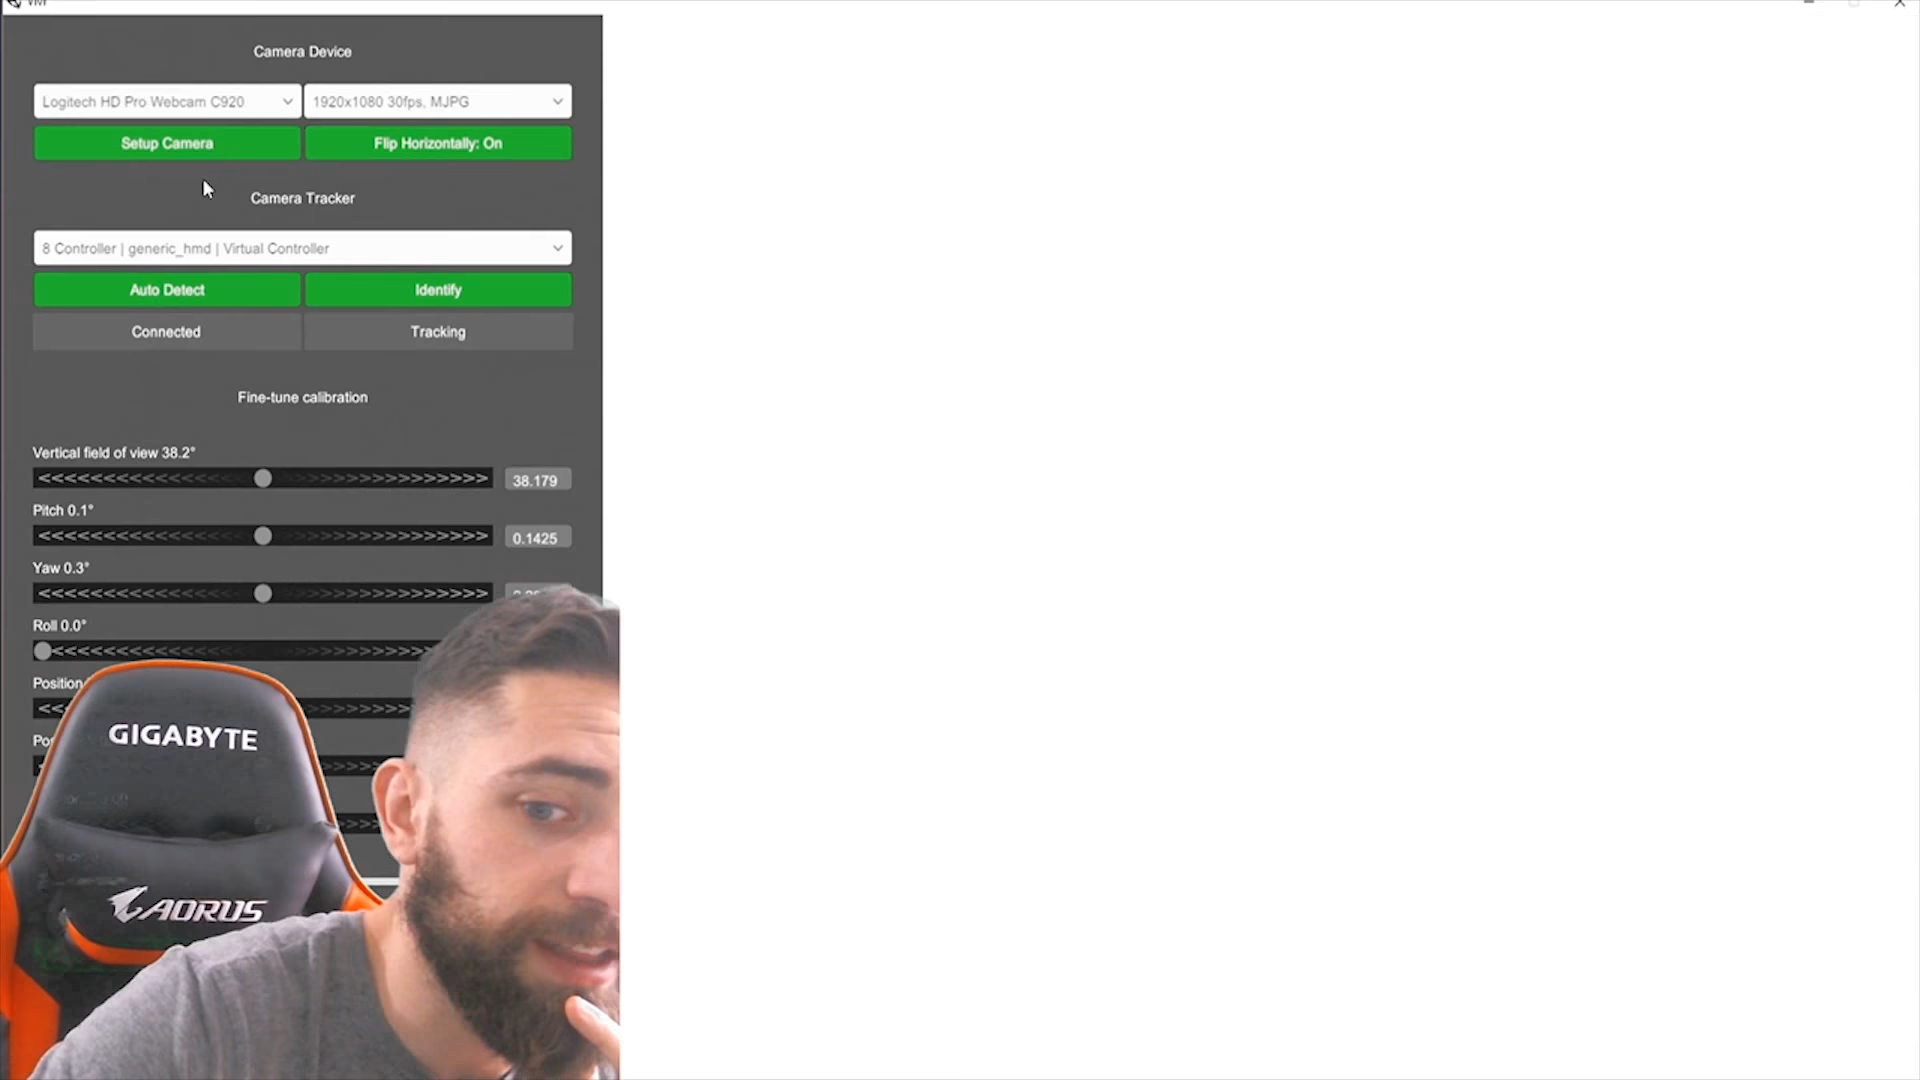 VIVI
Camera Device
Logitech HD Pro Webcam C920
1920x1080 30fps, MJPG
Setup Camera
Flip Horizontally: On
Camera Tracker
8 Controller | generic_hmd | Virtual Controller
Auto Detect
Identify
Connected
Tracking
Fine-tune calibration
Vertical field of view 38.2°
<<<<<<<<<<<<<<< >>>>>>>>>>>>>>>
38.179
Pitch 0.1°
<<<<<<<<<<<<<<< >>>>>>>>>>>>>>>
0.1425
Yaw 0.3°
<<<<<<<<<<<<<<< >>>>>>>>>>>>>>>
Roll 0.0°
Position
GIGABYTE
AORUS